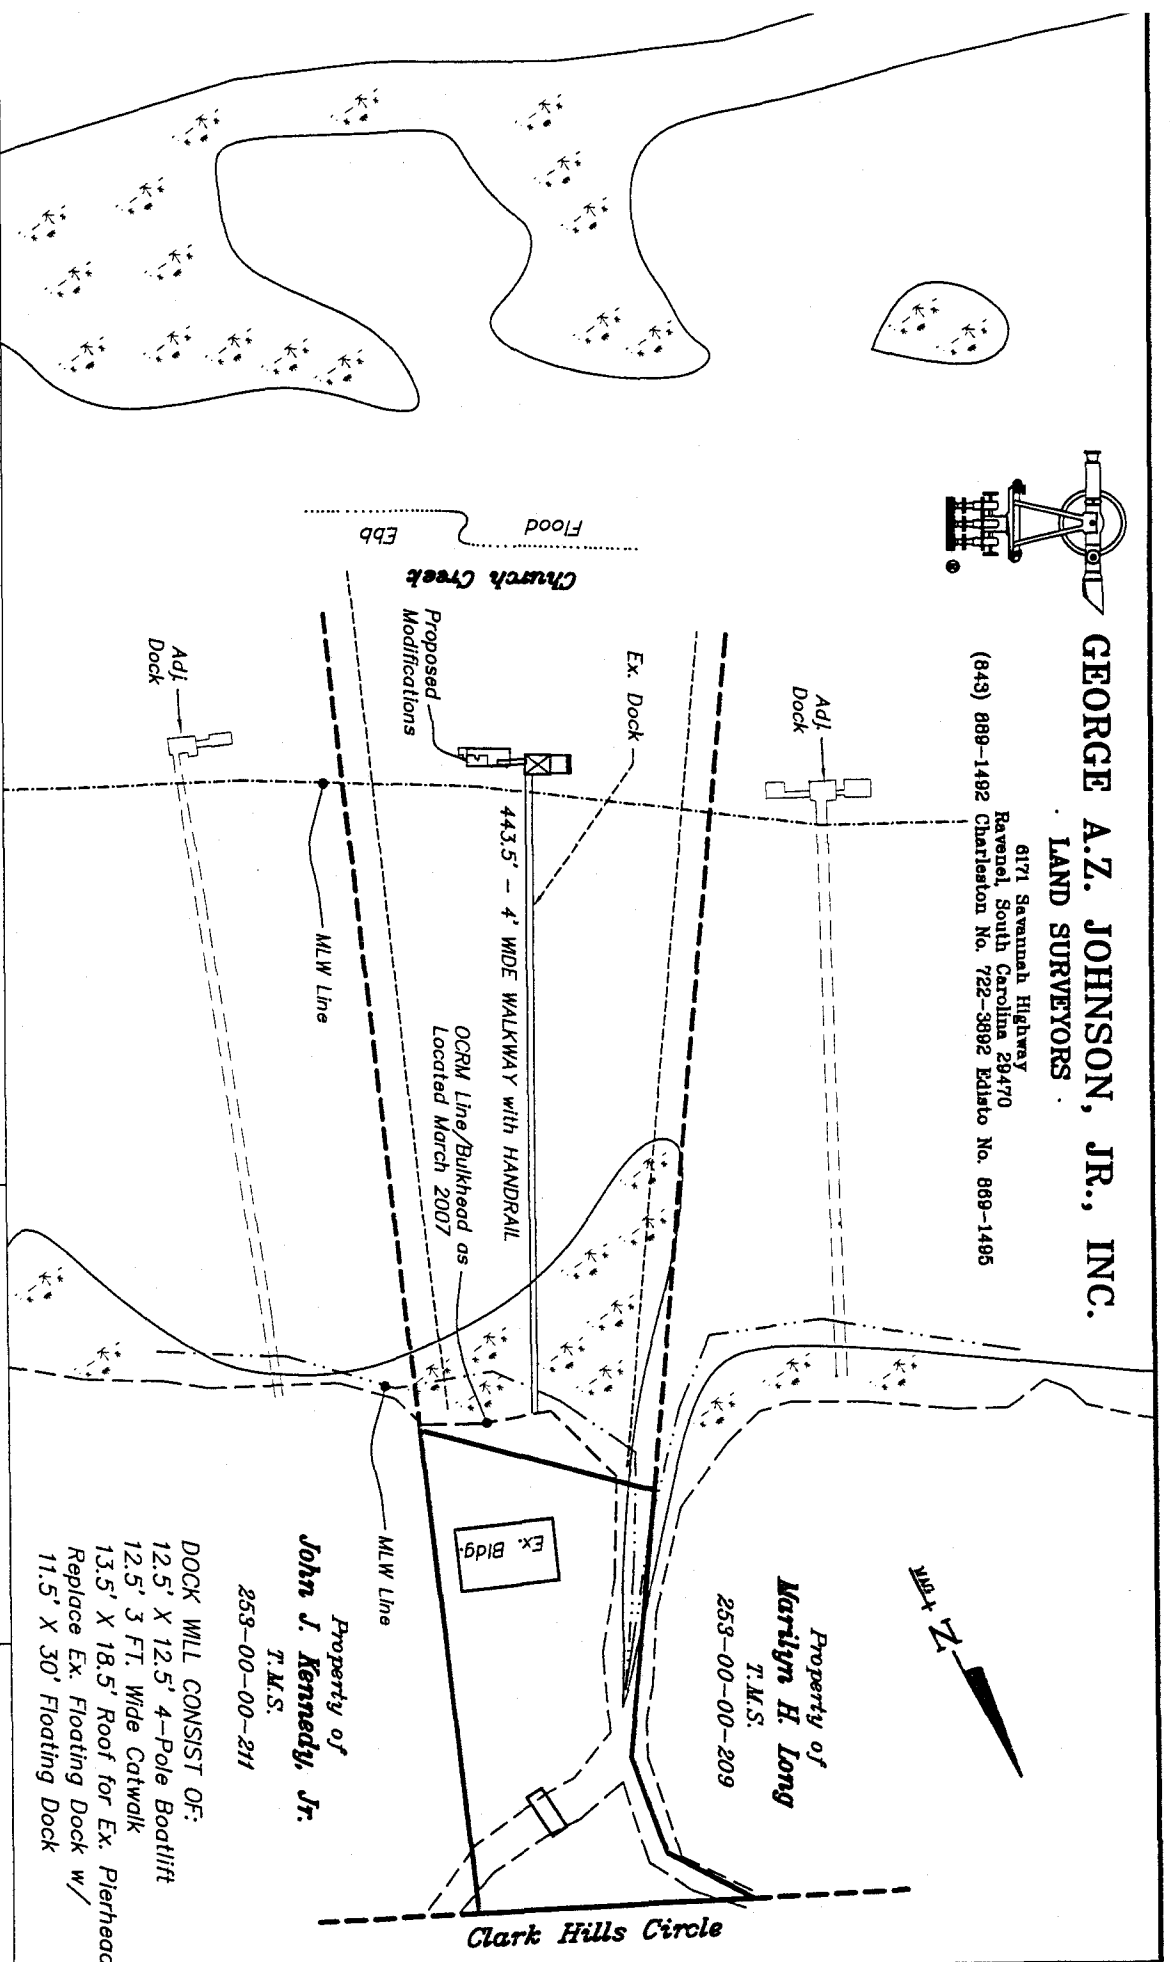 GEORGE A.Z. JOHNSON, JR., INC.
LAND SURVEYORS
6171 Savannah Highway
Ravenel, South Carolina 29470
(843) 889-1492 Charleston No. 722-3892 Edisto No. 869-1495
®
Flood
Ebb
Church Creek
Adj.
Dock
Ex. Dock
Proposed
Modifications
Adj.
Dock
443.5' - 4' WIDE WALKWAY with HANDRAIL
MLW Line
OCRM Line/Bulkhead as
Located March 2007
MLW Line
Ex. Bldg.
N
Property of
Marilyn H. Long
T.M.S.
253-00-00-209
Property of
John J. Kennedy, Jr.
T.M.S.
253-00-00-211
DOCK WILL CONSIST OF:
12.5' X 12.5' 4-Pole Boatlift
12.5' 3 FT. Wide Catwalk
13.5' X 18.5' Roof for Ex. Pierhead
Replace Ex. Floating Dock w/
11.5' X 30' Floating Dock
Clark Hills Circle